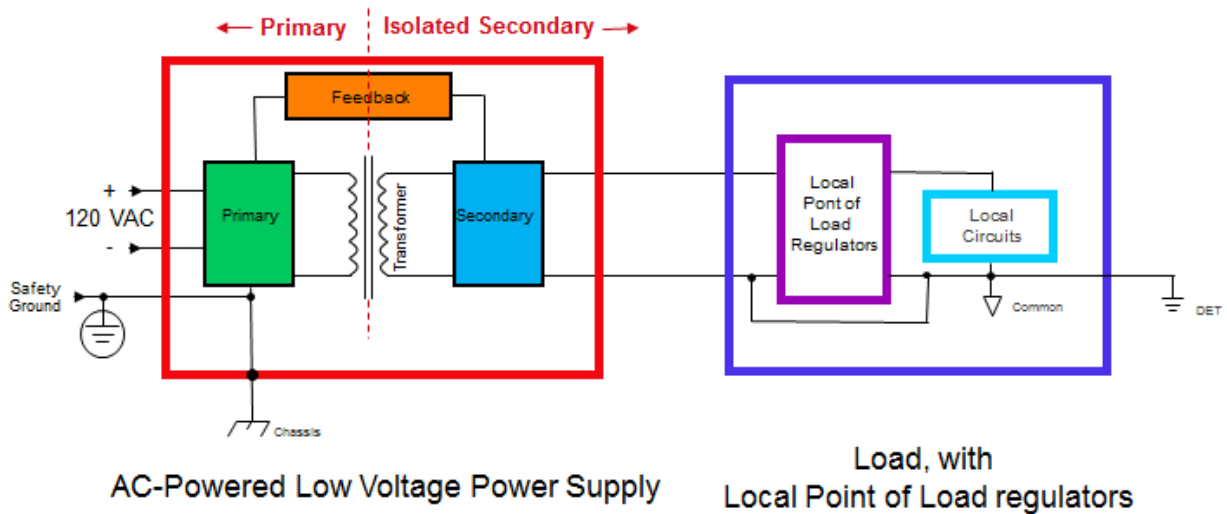 Primary
Isolated Secondary
Feedback
+
120 VAC
-
Primary
Transformer
Secondary
Safety
Ground
Chassis
Local
Pont of
Load
Regulators
Local
Circuits
Common
DET
AC-Powered Low Voltage Power Supply
Load, with
Local Point of Load regulators